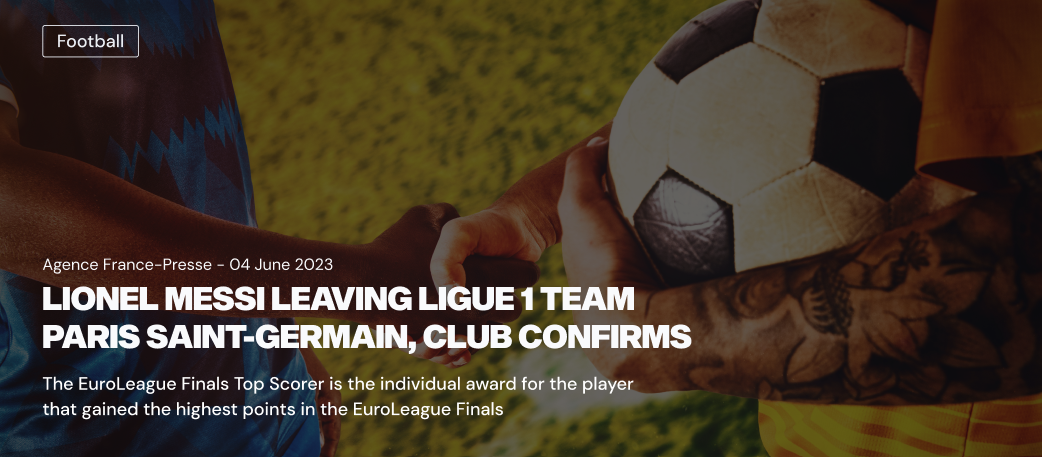 Football
Agence France-Presse - 04 June 2023
LIONEL MESSI LEAVING LIGUE 1 TEAM
PARIS SAINT-GERMAIN, CLUB CONFIRMS
The EuroLeague Finals Top Scorer is the individual award for the player
that gained the highest points in the EuroLeague Finals